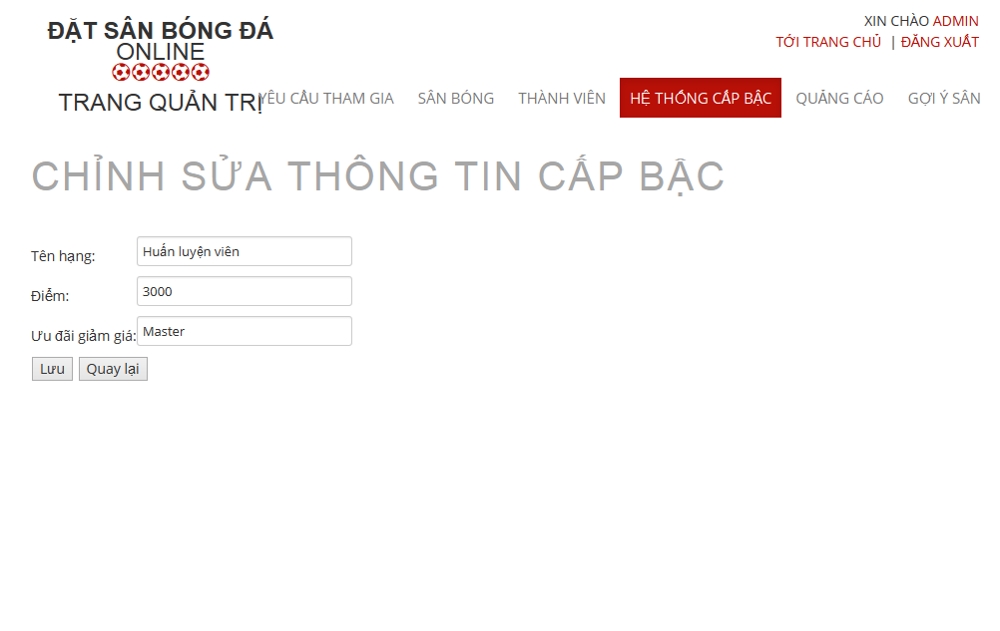 ĐẶT SÂN BÓNG ĐÁ
ONLINE
TRANG QUẢN TRỊ
XIN CHÀO ADMIN
TỚI TRANG CHỦ | ĐĂNG XUẤT
YÊU CẦU THAM GIA SÂN BÓNG THÀNH VIÊN HỆ THỐNG CẤP BẬC QUẢNG CÁO GỢI Ý SÂN
CHỈNH SỬA THÔNG TIN CẤP BẬC
Tên hạng: Huấn luyện viên
Điểm: 3000
Ưu đãi giảm giá: Master
Lưu Quay lại